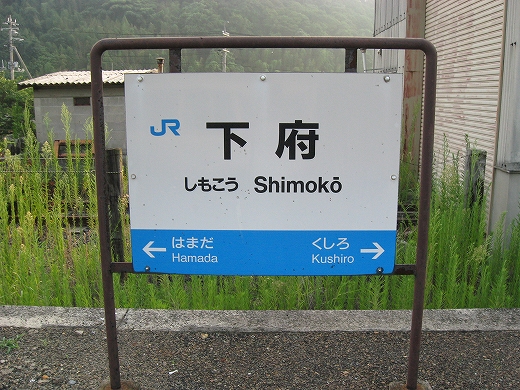 JR 下府
しもこう Shimokō
← はまだ くしろ →
Hamada Kushiro